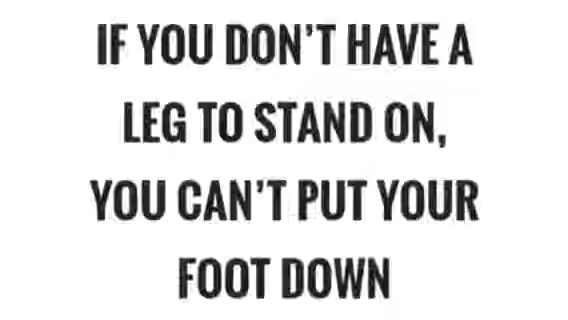 IF YOU DON'T HAVE A
LEG TO STAND ON,
YOU CAN'T PUT YOUR
FOOT DOWN